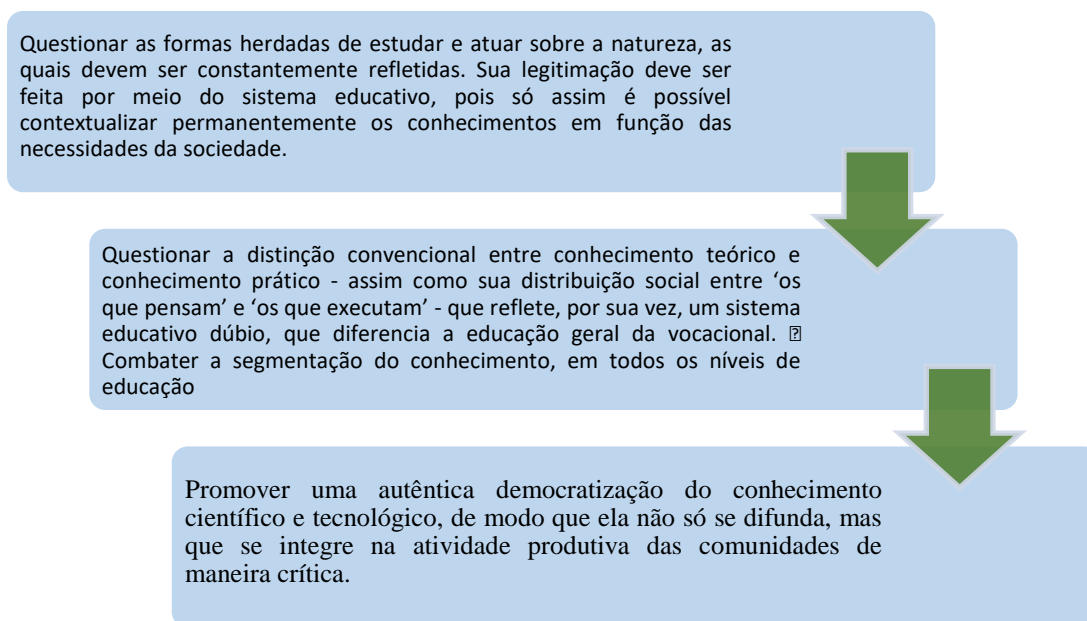 Questionar as formas herdadas de estudar e atuar sobre a natureza, as
quais devem ser constantemente refletidas. Sua legitimação deve ser
feita por meio do sistema educativo, pois só assim é possível
contextualizar permanentemente os conhecimentos em função das
necessidades da sociedade.
Questionar a distinção convencional entre conhecimento teórico e
conhecimento prático - assim como sua distribuição social entre ‘os
que pensam’ e ‘os que executam’ - que reflete, por sua vez, um sistema
educativo dúbio, que diferencia a educação geral da vocacional. 
Combater a segmentação do conhecimento, em todos os níveis de
educação
Promover uma autêntica democratização do conhecimento
científico e tecnológico, de modo que ela não só se difunda, mas
que se integre na atividade produtiva das comunidades de
maneira crítica.